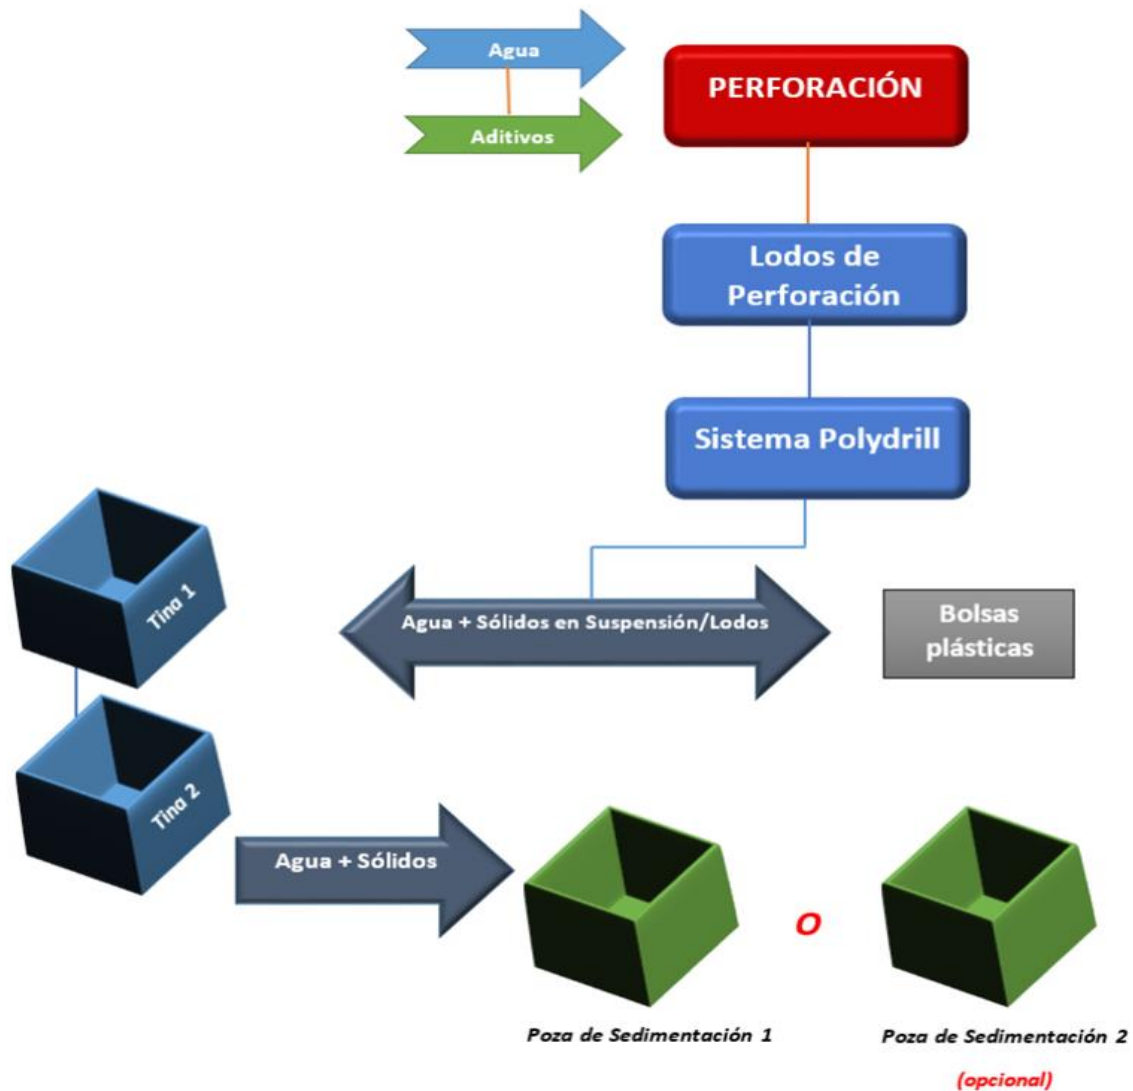 Agua
PERFORACIÓN
Aditivos
Lodos de
Perforación
Sistema Polydrill
Tina 1
Agua + Sólidos en Suspensión/Lodos
Bolsas
plásticas
Tina 2
Agua + Sólidos
O
Poza de Sedimentación 1
Poza de Sedimentación 2
(opcional)